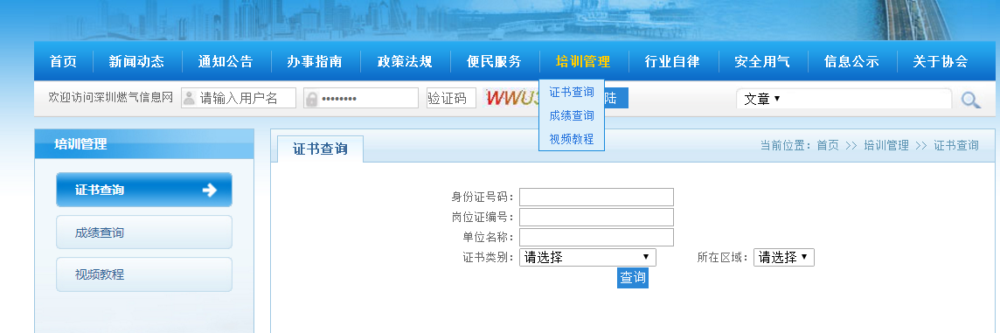 首页 新闻动态 通知公告 办事指南 政策法规 便民服务 培训管理 行业自律 安全用气 信息公示 关于协会
欢迎访问深圳燃气信息网 请输入用户名 •••••••• 验证码 WWU 陆 文章
证书查询
成绩查询
视频教程
培训管理
证书查询
成绩查询
视频教程
证书查询
当前位置：首页 >> 培训管理 >> 证书查询
身份证号码：
岗位证编号：
单位名称：
证书类别： 请选择 所在区域： 请选择
查询